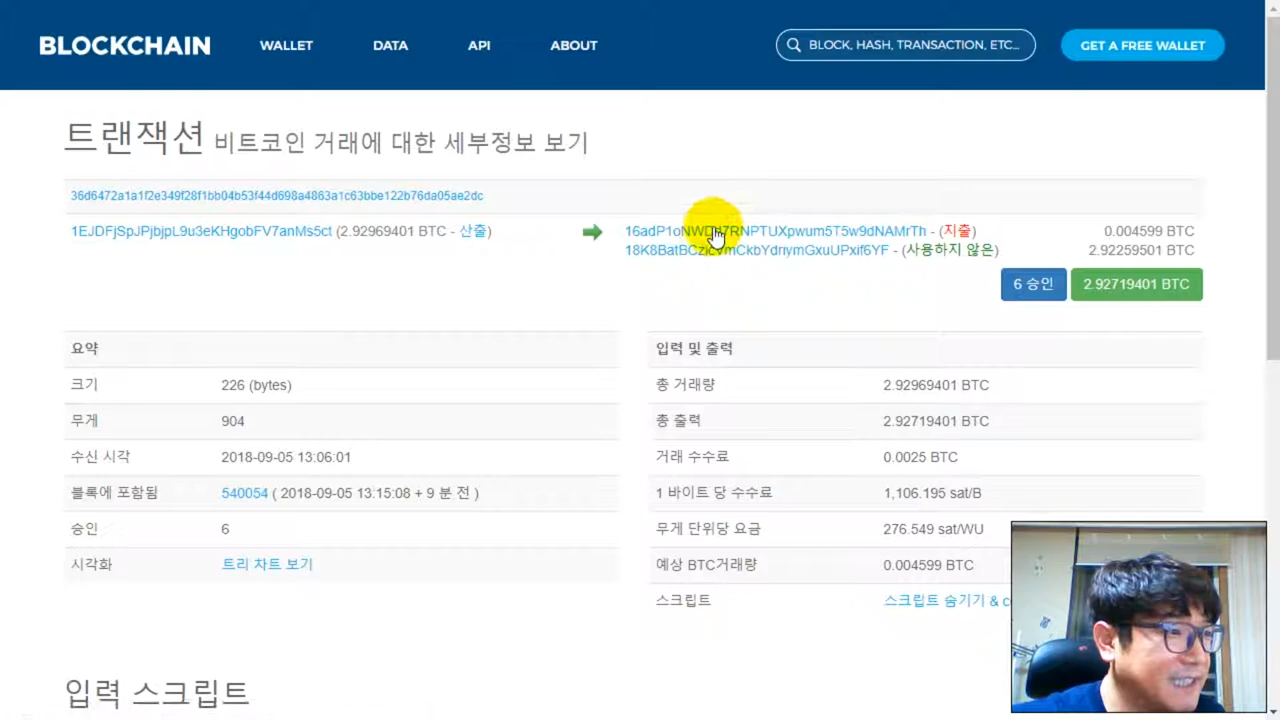 BLOCKCHAIN WALLET DATA API ABOUT BLOCK, HASH, TRANSACTION, ETC... GET A FREE WALLET
트랜잭션 비트코인 거래에 대한 세부정보 보기
36d6472a1a1f2e349f28f1bb04b53f44d698a4863a1c63bbe122b76da05ae2dc
1EJDFjSpJPjbjpL9u3eKHgobFV7anMs5ct (2.92969401 BTC - 산출)
- (지출) 0.004599 BTC
- (사용하지 않은) 2.92259501 BTC
6 승인 2.92719401 BTC
요약
크기 226 (bytes)
무게 904
수신 시각 2018-09-05 13:06:01
블록에 포함됨 540054 ( 2018-09-05 13:15:08 + 9 분 전 )
승인 6
시각화 트리 차트 보기
입력 및 출력
총 거래량 2.92969401 BTC
총 출력 2.92719401 BTC
거래 수수료 0.0025 BTC
1 바이트 당 수수료 1,106.195 sat/B
무게 단위당 요금 276.549 sat/WU
예상 BTC거래량 0.004599 BTC
스크립트 스크립트 숨기기 &
입력 스크립트